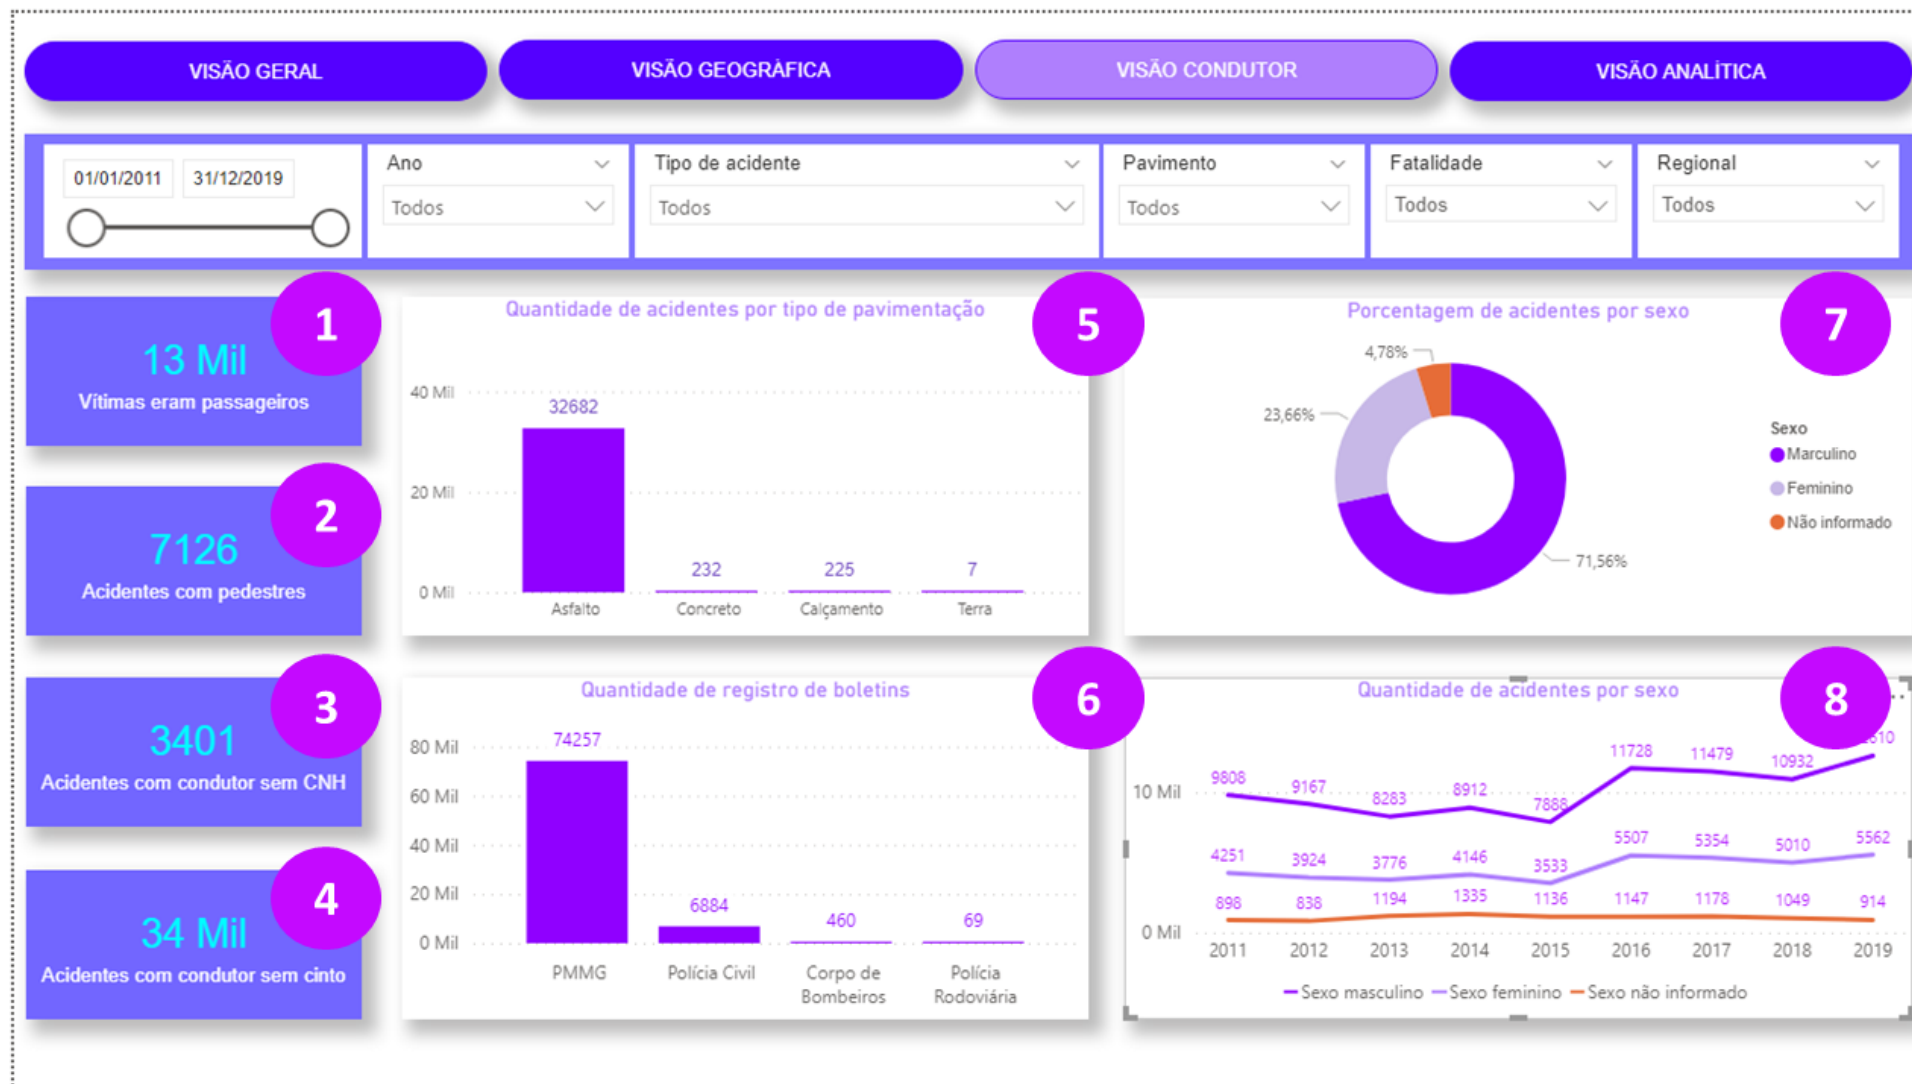 VISÃO GERAL
VISÃO GEOGRÀFICA
VISÃO CONDUTOR
VISÃO ANALÍTICA
01/01/2011
31/12/2019
Ano
Todos
Tipo de acidente
Todos
Pavimento
Todos
Fatalidade
Todos
Regional
Todos
1
13 Mil
Vítimas eram passageiros
2
7126
Acidentes com pedestres
3
3401
Acidentes com condutor sem CNH
4
34 Mil
Acidentes com condutor sem cinto
Quantidade de acidentes por tipo de pavimentação
5
40 Mil
20 Mil
0 Mil
32682
232
225
7
Asfalto
Concreto
Calçamento
Terra
Quantidade de registro de boletins
6
80 Mil
60 Mil
40 Mil
20 Mil
0 Mil
74257
6884
460
69
PMMG
Polícia Civil
Corpo de
Bombeiros
Polícia
Rodoviária
Porcentagem de acidentes por sexo
7
4,78%
23,66%
71,56%
Sexo
Marculino
Feminino
Não informado
Quantidade de acidentes por sexo
8
10 Mil
0 Mil
9808
9167
8283
8912
7888
11728
11479
10932
4251
3924
3776
4146
3533
5507
5354
5010
5562
898
838
1194
1335
1136
1147
1178
1049
914
2011
2012
2013
2014
2015
2016
2017
2018
2019
Sexo masculino
Sexo feminino
Sexo não informado